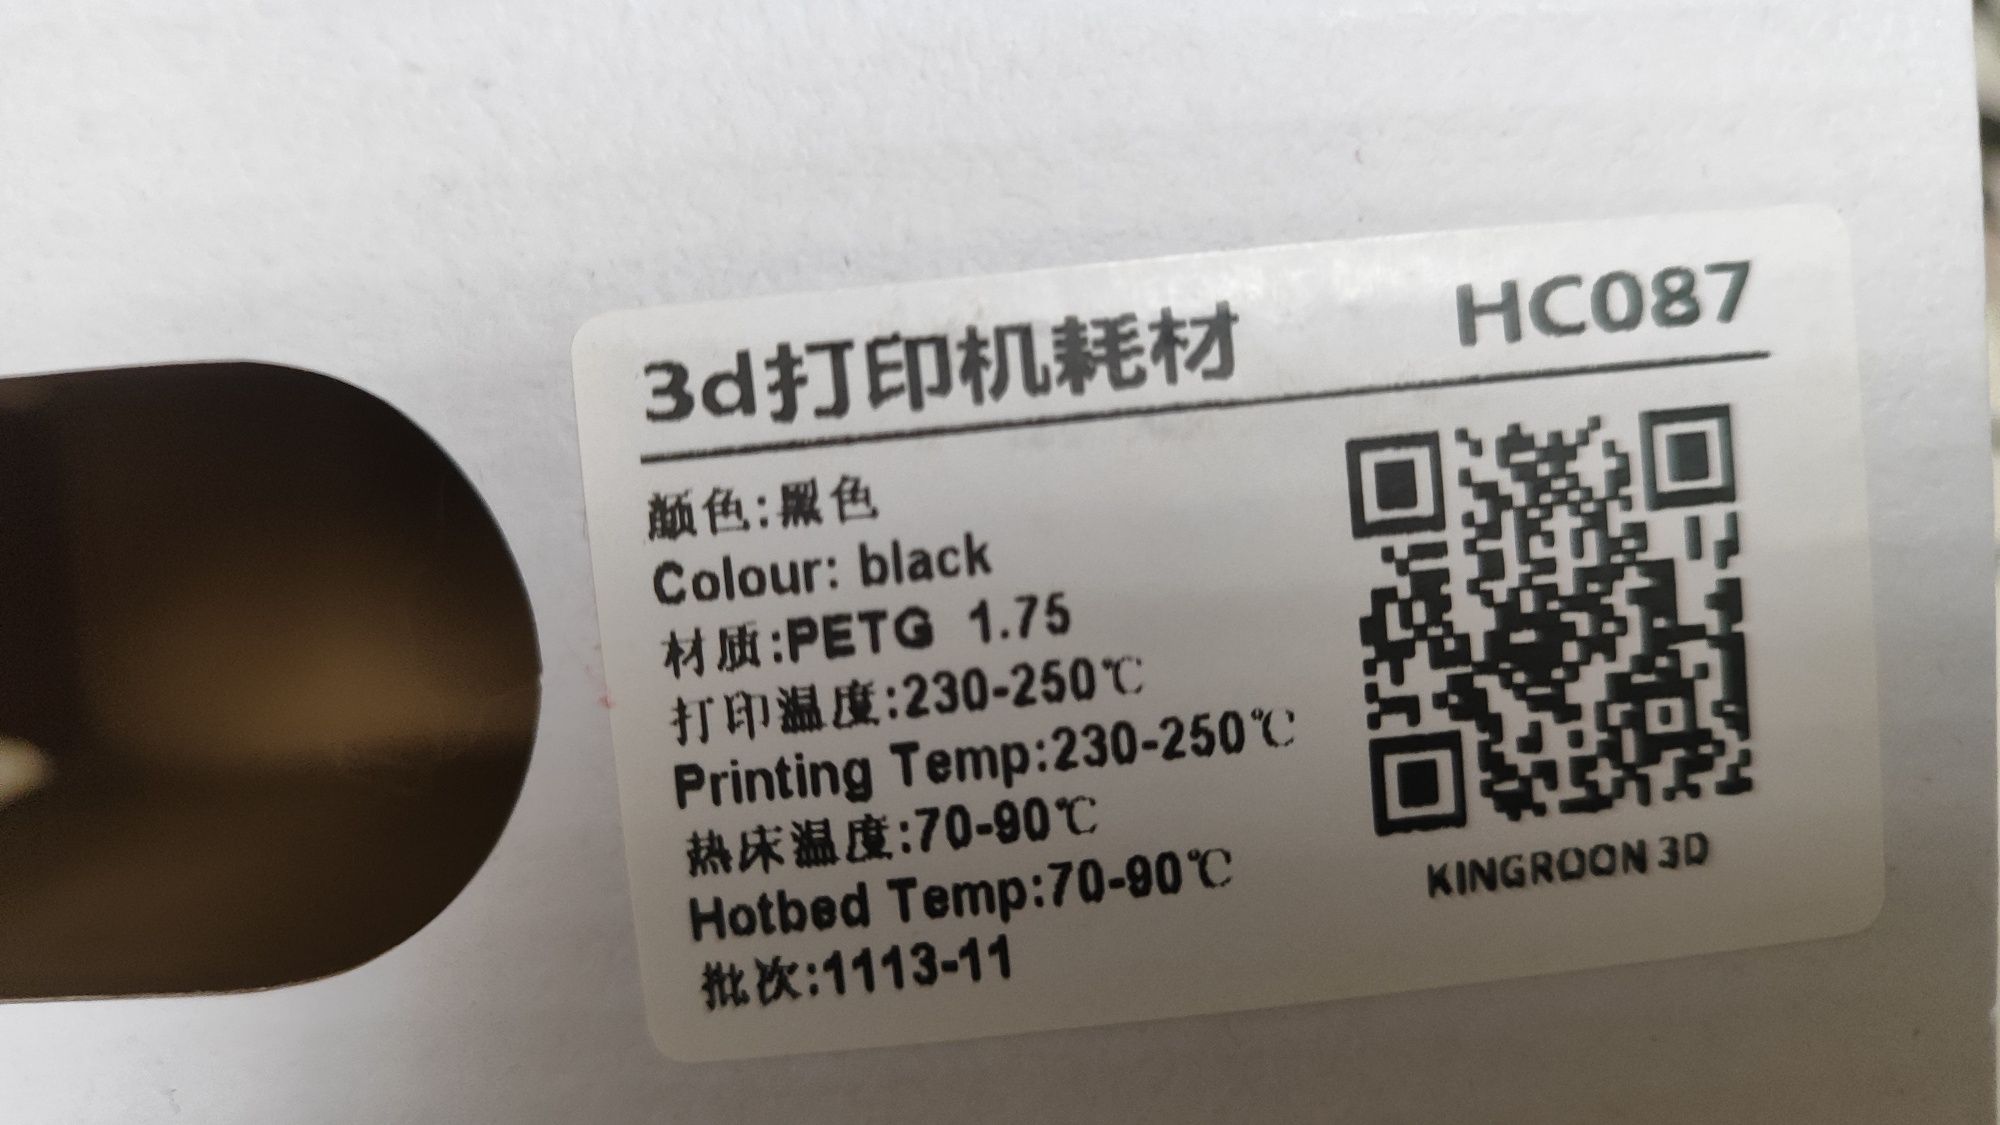 3d打印机耗材 HC087
颜色:黑色
Colour: black
材质:PETG 1.75
打印温度:230-250℃
Printing Temp:230-250℃
热床温度:70-90℃
Hotbed Temp:70-90℃
批次:1113-11
KINGROON 3D